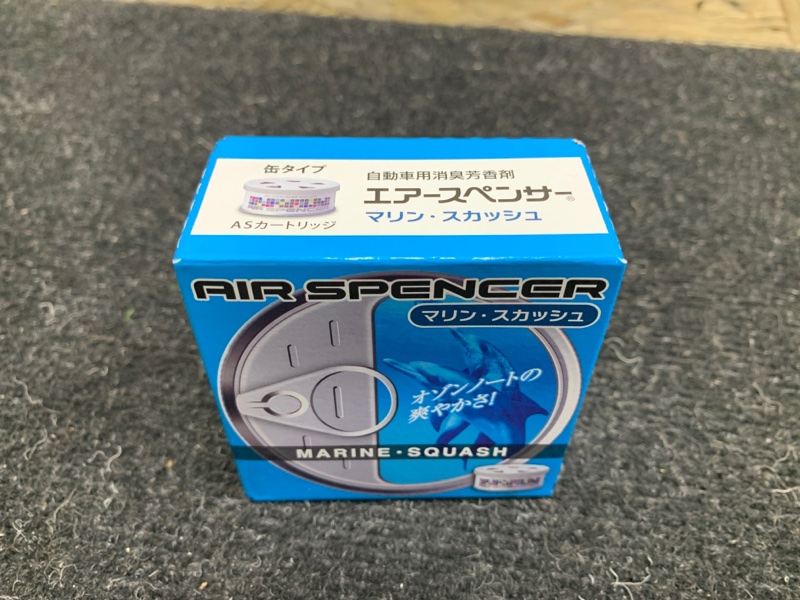 缶タイプ
ASカートリッジ
自動車用消臭芳香剤
エアースペンサー®
マリン・スカッシュ
AIR SPENCER
マリン・スカッシュ
オゾンノートの
爽やかさ!
MARINE・SQUASH